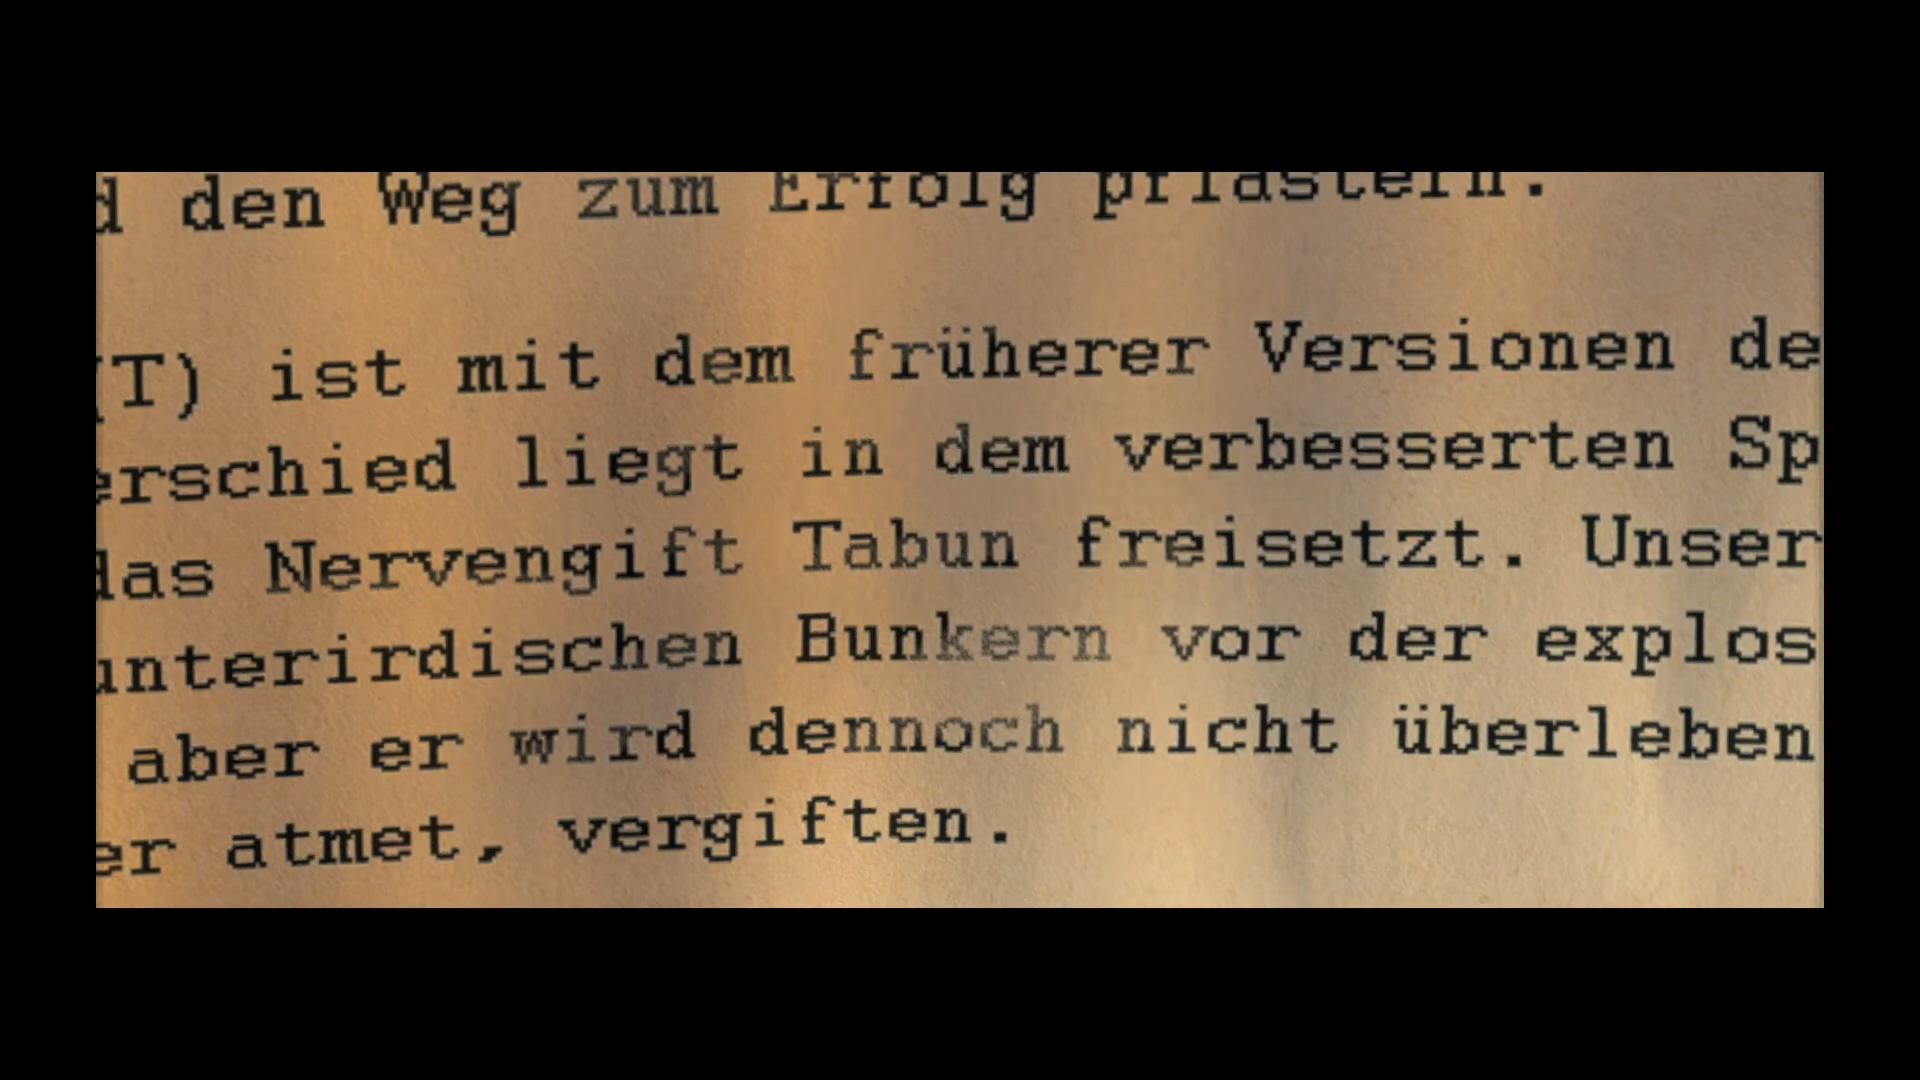 d den Weg zum Erfolg pflastern.
(T) ist mit dem früherer Versionen de
erschied liegt in dem verbesserten Sp
das Nervengift Tabun freisetzt. Unser
unterirdischen Bunkern vor der explos
aber er wird dennoch nicht überleben
er atmet, vergiften.